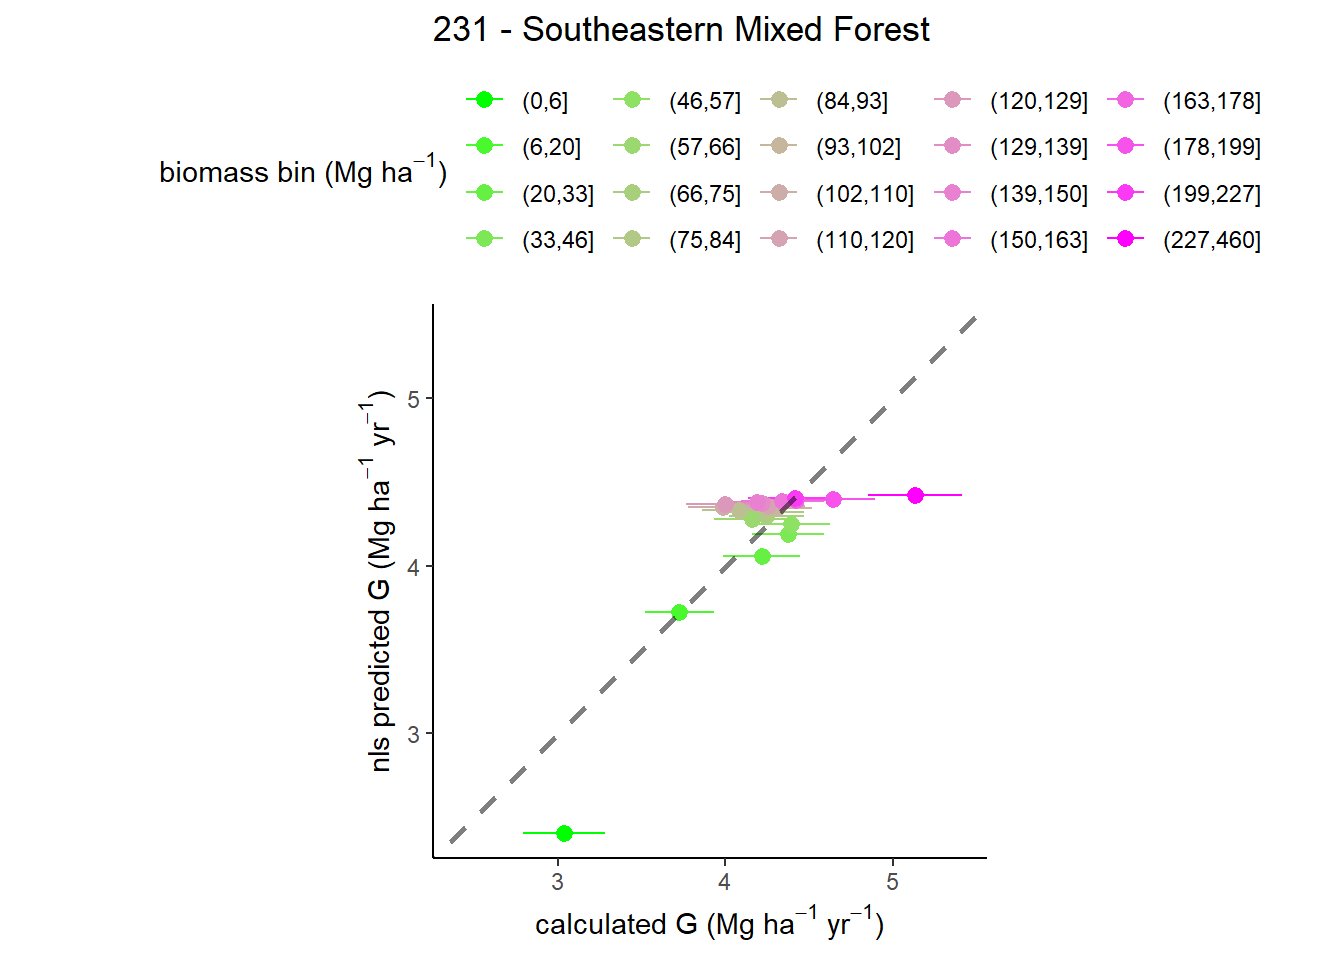 231 - Southeastern Mixed Forest
(0,6] (46,57] (84,93] (120,129] (163,178]
(6,20] (57,66] (93,102] (129,139] (178,199]
biomass bin (Mg ha⁻¹)
(20,33] (66,75] (102,110] (139,150] (199,227]
(33,46] (75,84] (110,120] (150,163] (227,460]
nls predicted G (Mg ha⁻¹ yr⁻¹)
5
4
3
3 4 5
calculated G (Mg ha⁻¹ yr⁻¹)